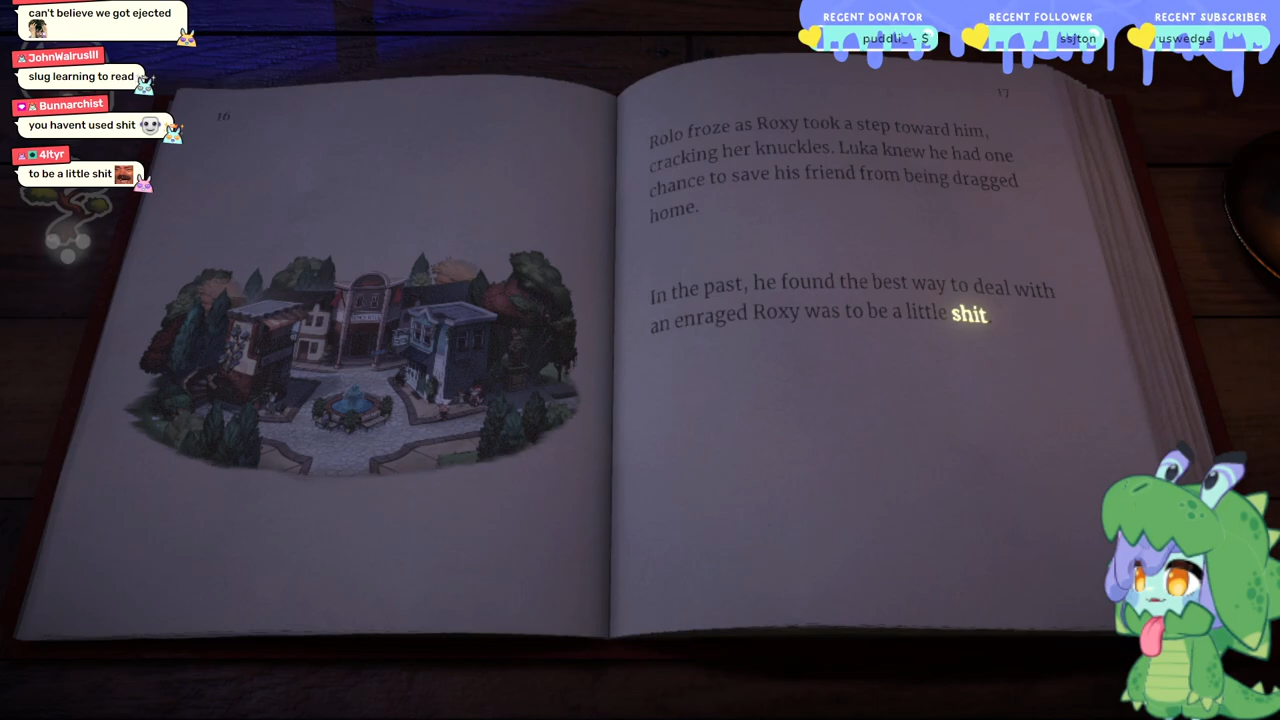 can't believe we got ejected
JohnWalrusIII
slug learning to read
Bunnarchist
you havent used shit
4ltyr
to be a little shit
RECENT DONATOR
puddli_ - $
RECENT FOLLOWER
ssjton
RECENT SUBSCRIBER
uswedge
16
17
Rolo froze as Roxy took a step toward him,
cracking her knuckles. Luka knew he had one
chance to save his friend from being dragged
home.
In the past, he found the best way to deal with
an enraged Roxy was to be a little shit